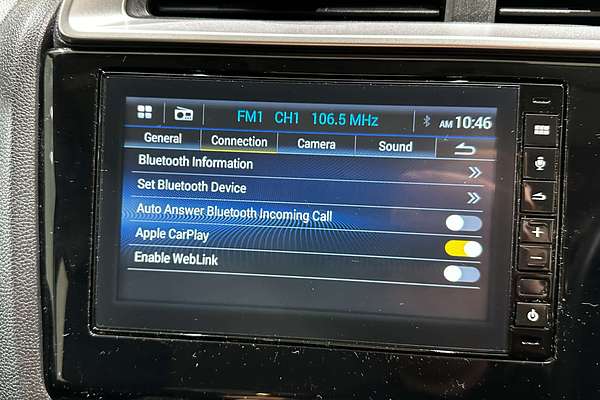 FM1 CH1 106.5 MHz AM 10:46
General Connection Camera Sound
Bluetooth Information
Set Bluetooth Device
Auto Answer Bluetooth Incoming Call
Apple CarPlay
Enable WebLink